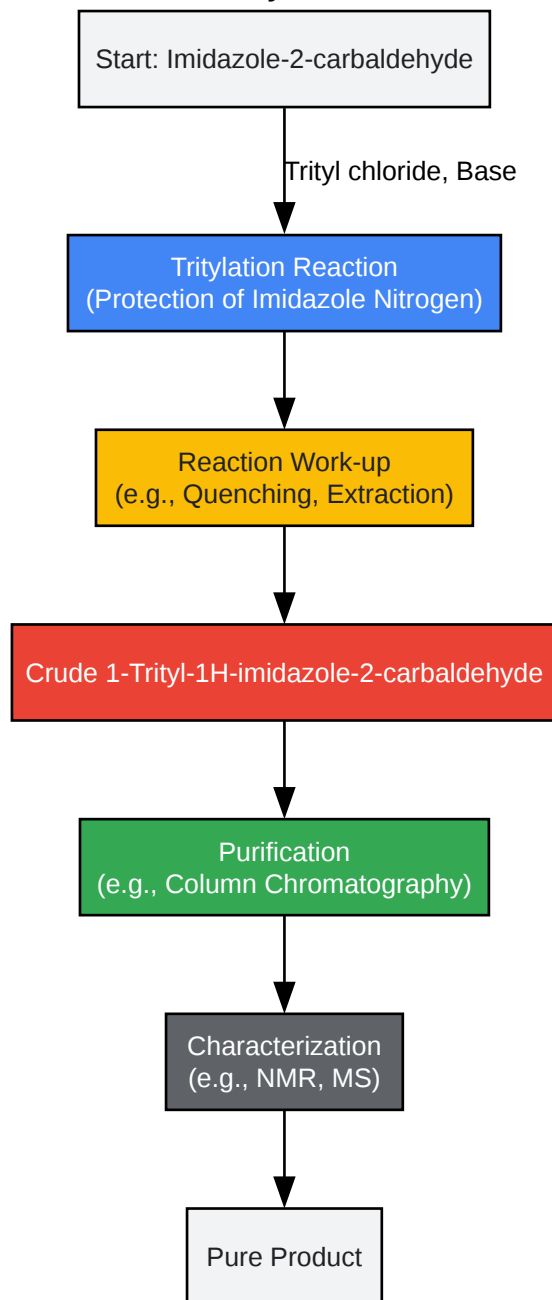 Start: Imidazole-2-carbaldehyde
Trityl chloride, Base
Tritylation Reaction
(Protection of Imidazole Nitrogen)
Reaction Work-up
(e.g., Quenching, Extraction)
Crude 1-Trityl-1H-imidazole-2-carbaldehyde
Purification
(e.g., Column Chromatography)
Characterization
(e.g., NMR, MS)
Pure Product